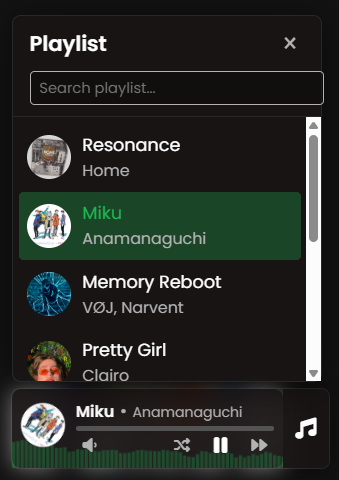 Playlist
Search playlist...
Resonance
Home
Miku
Anamanaguchi
Memory Reboot
VØJ, Narvent
Pretty Girl
Clairo
Miku • Anamanaguchi